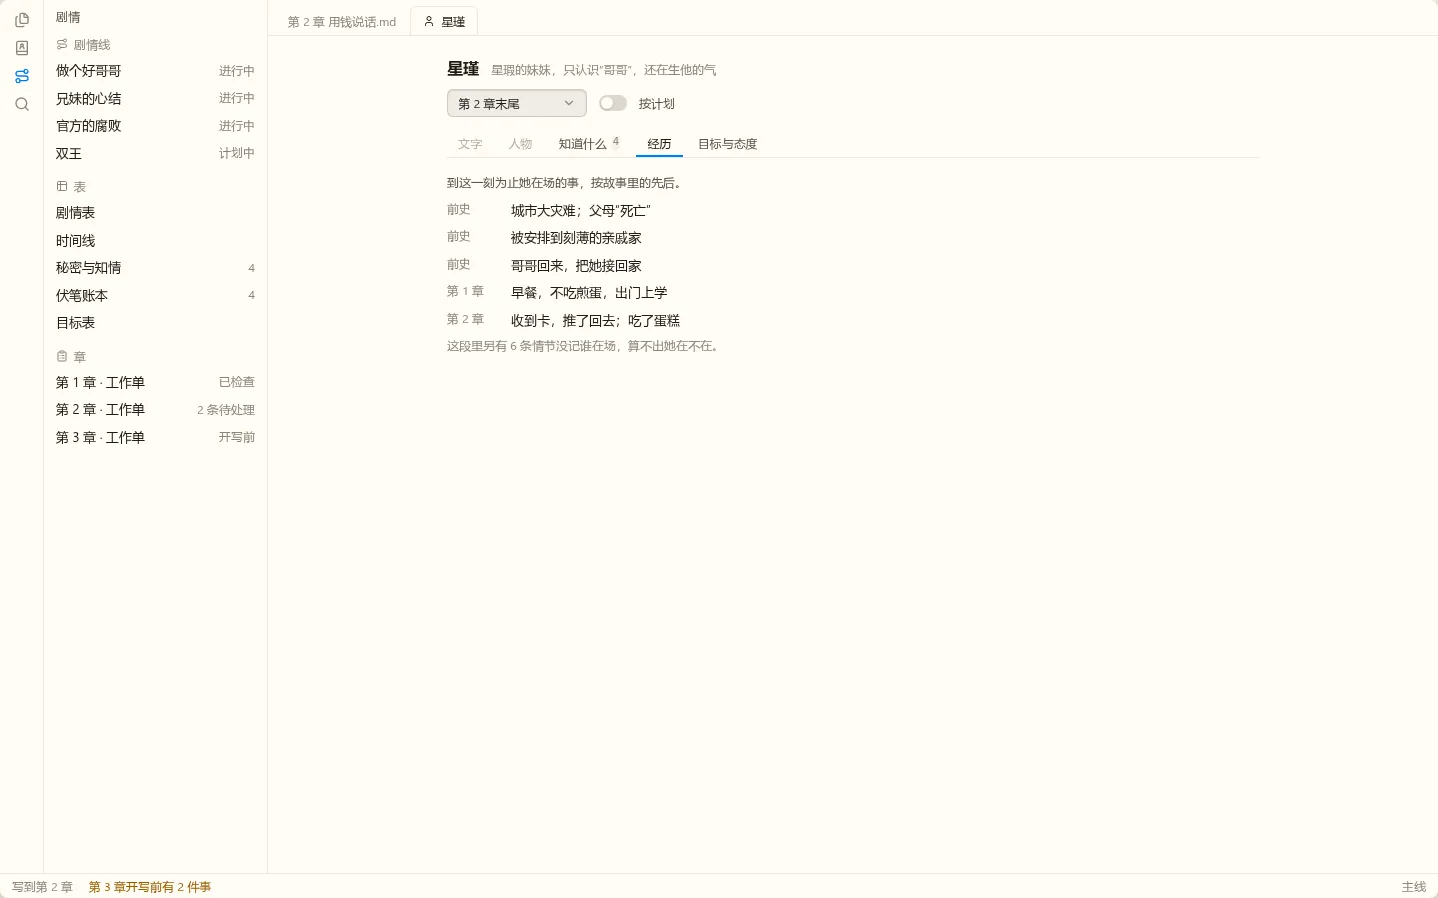 剧情
剧情线
做个好哥哥 进行中
兄妹的心结 进行中
官方的腐败 进行中
双王 计划中
表
剧情表
时间线
秘密与知情 4
伏笔账本 4
目标表
章
第 1 章 · 工作单 已检查
第 2 章 · 工作单 2 条待处理
第 3 章 · 工作单 开写前
第 2 章 用钱说话.md 星瑾
星瑾 星瑕的妹妹，只认识“哥哥”，还在生他的气
第 2 章末尾 按计划
文字 人物 知道什么 4 经历 目标与态度
到这一刻为止她在场的事，按故事里的先后。
前史 城市大灾难；父母“死亡”
前史 被安排到刻薄的亲戚家
前史 哥哥回来，把她接回家
第 1 章 早餐，不吃煎蛋，出门上学
第 2 章 收到卡，推了回去；吃了蛋糕
这段里另有 6 条情节没记谁在场，算不出她在不在。
写到第 2 章 第 3 章开写前有 2 件事 主线